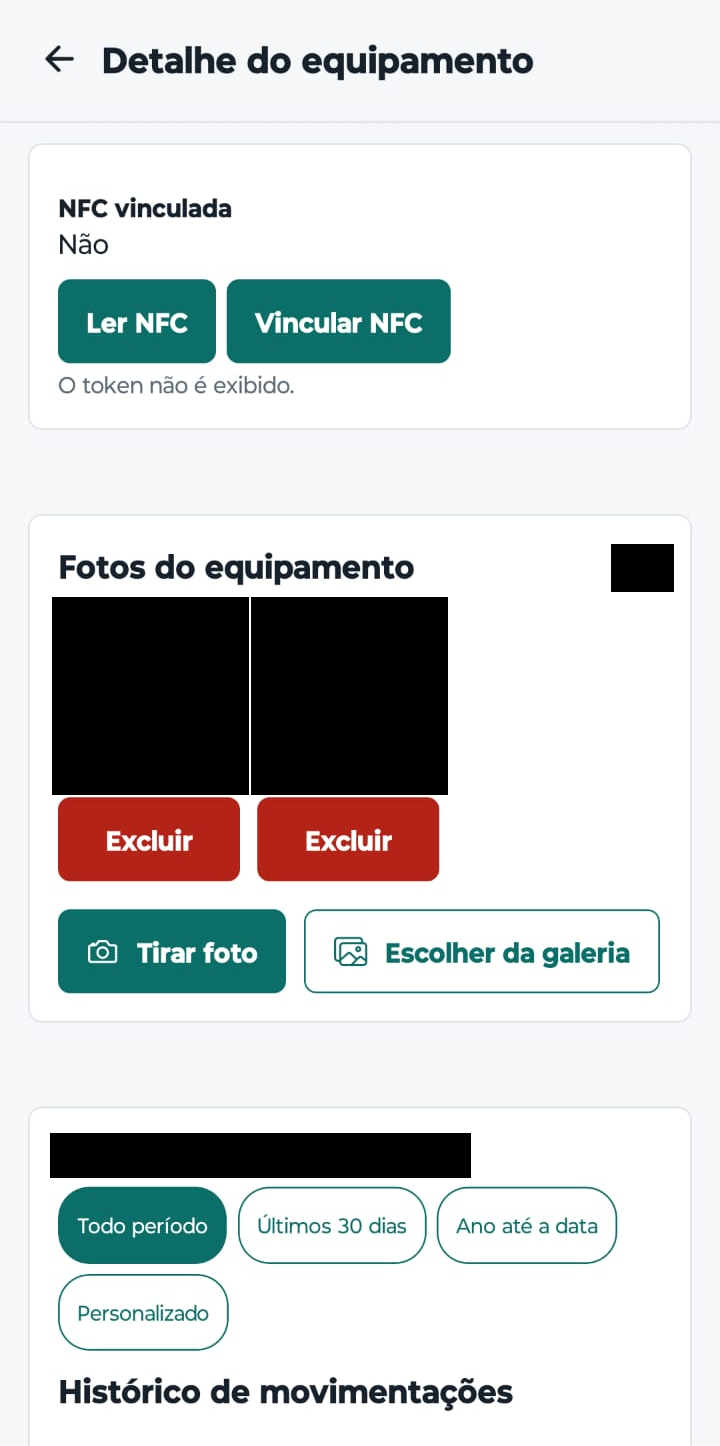 Detalhe do equipamento
NFC vinculada
Não
Ler NFC
Vincular NFC
O token não é exibido.
Fotos do equipamento
Excluir
Excluir
Tirar foto
Escolher da galeria
Todo período
Últimos 30 dias
Ano até a data
Personalizado
Histórico de movimentações